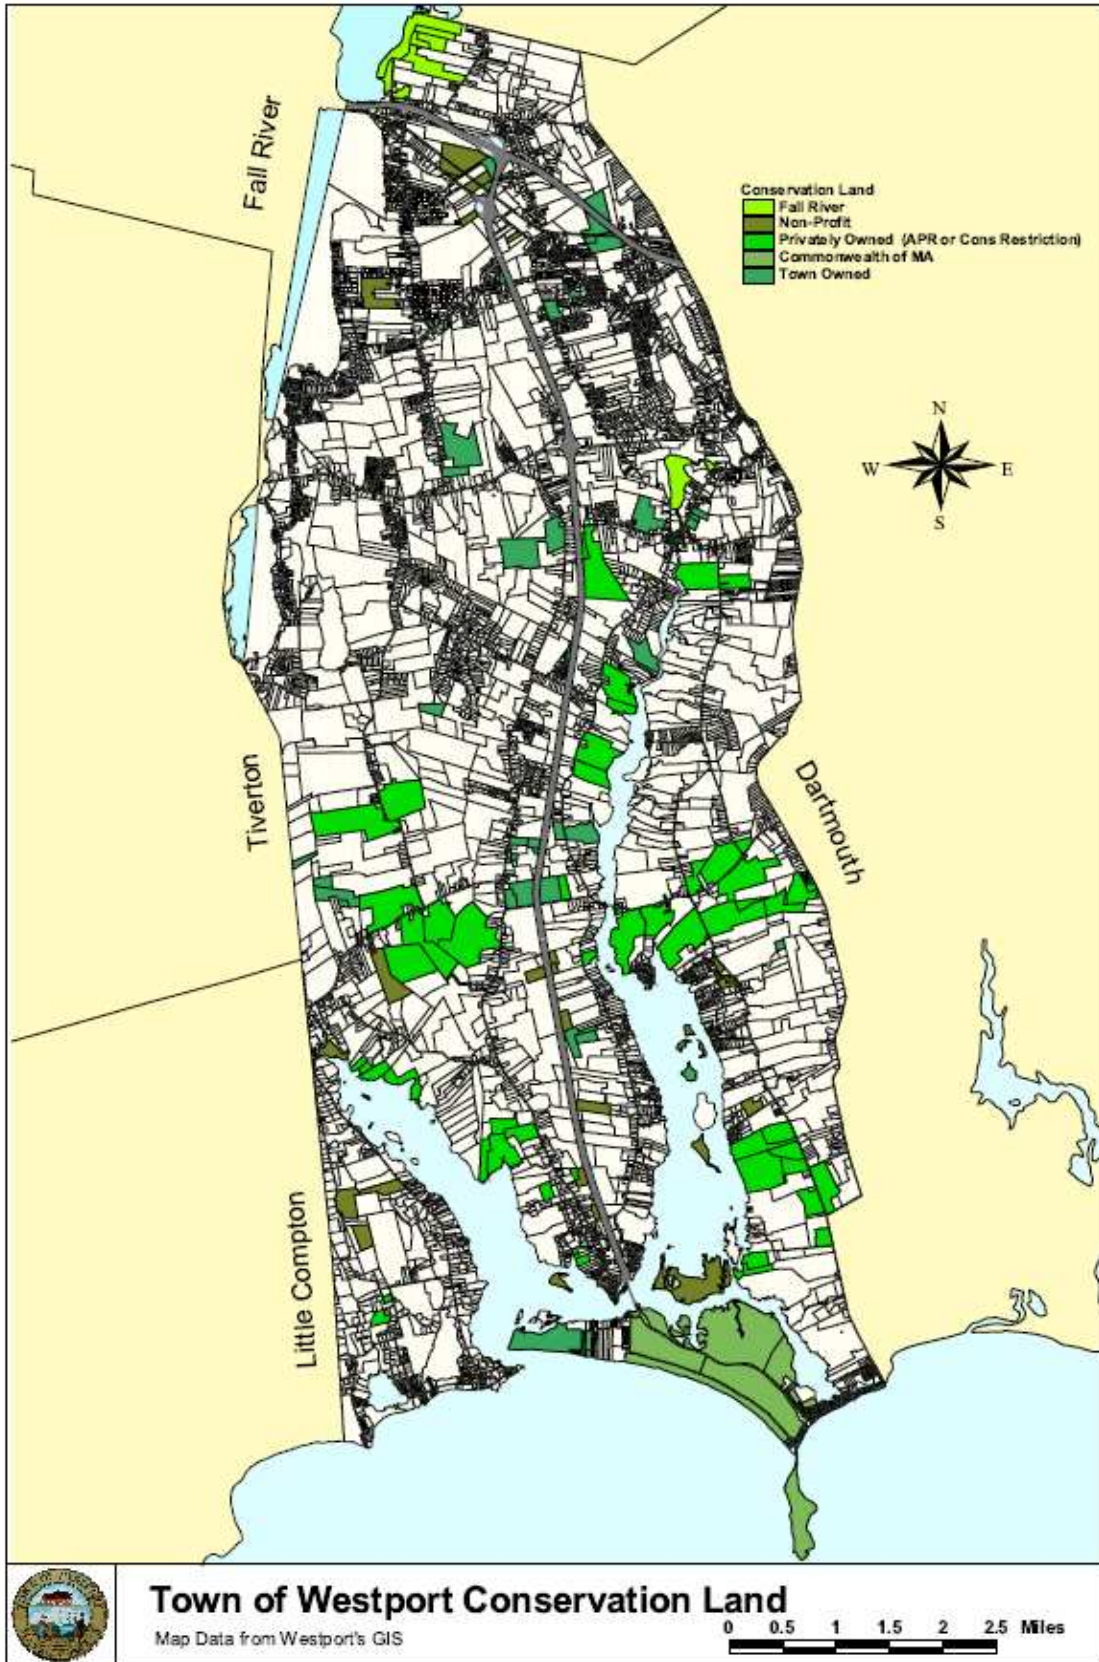 Fall River
Conservation Land
Fall River
Non-Profit
Privately Owned (APR or Cons Restriction)
Commonwealth of MA
Town Owned
N
W E
S
Tiverton
Dartmouth
Little Compton
Town of Westport Conservation Land
Map Data from Westport's GIS
0 0.5 1 1.5 2 2.5 Miles